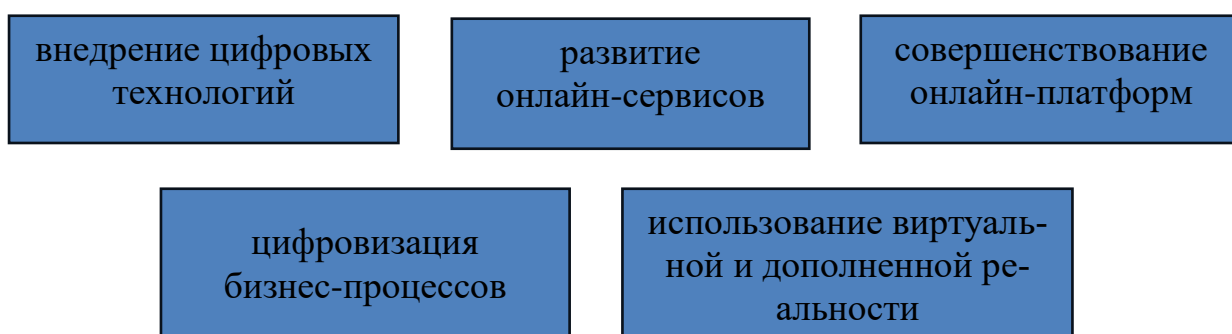 внедрение цифровых
технологий
развитие
онлайн-сервисов
совершенствование
онлайн-платформ
цифровизация
бизнес-процессов
использование виртуаль-
ной и дополненной ре-
альности